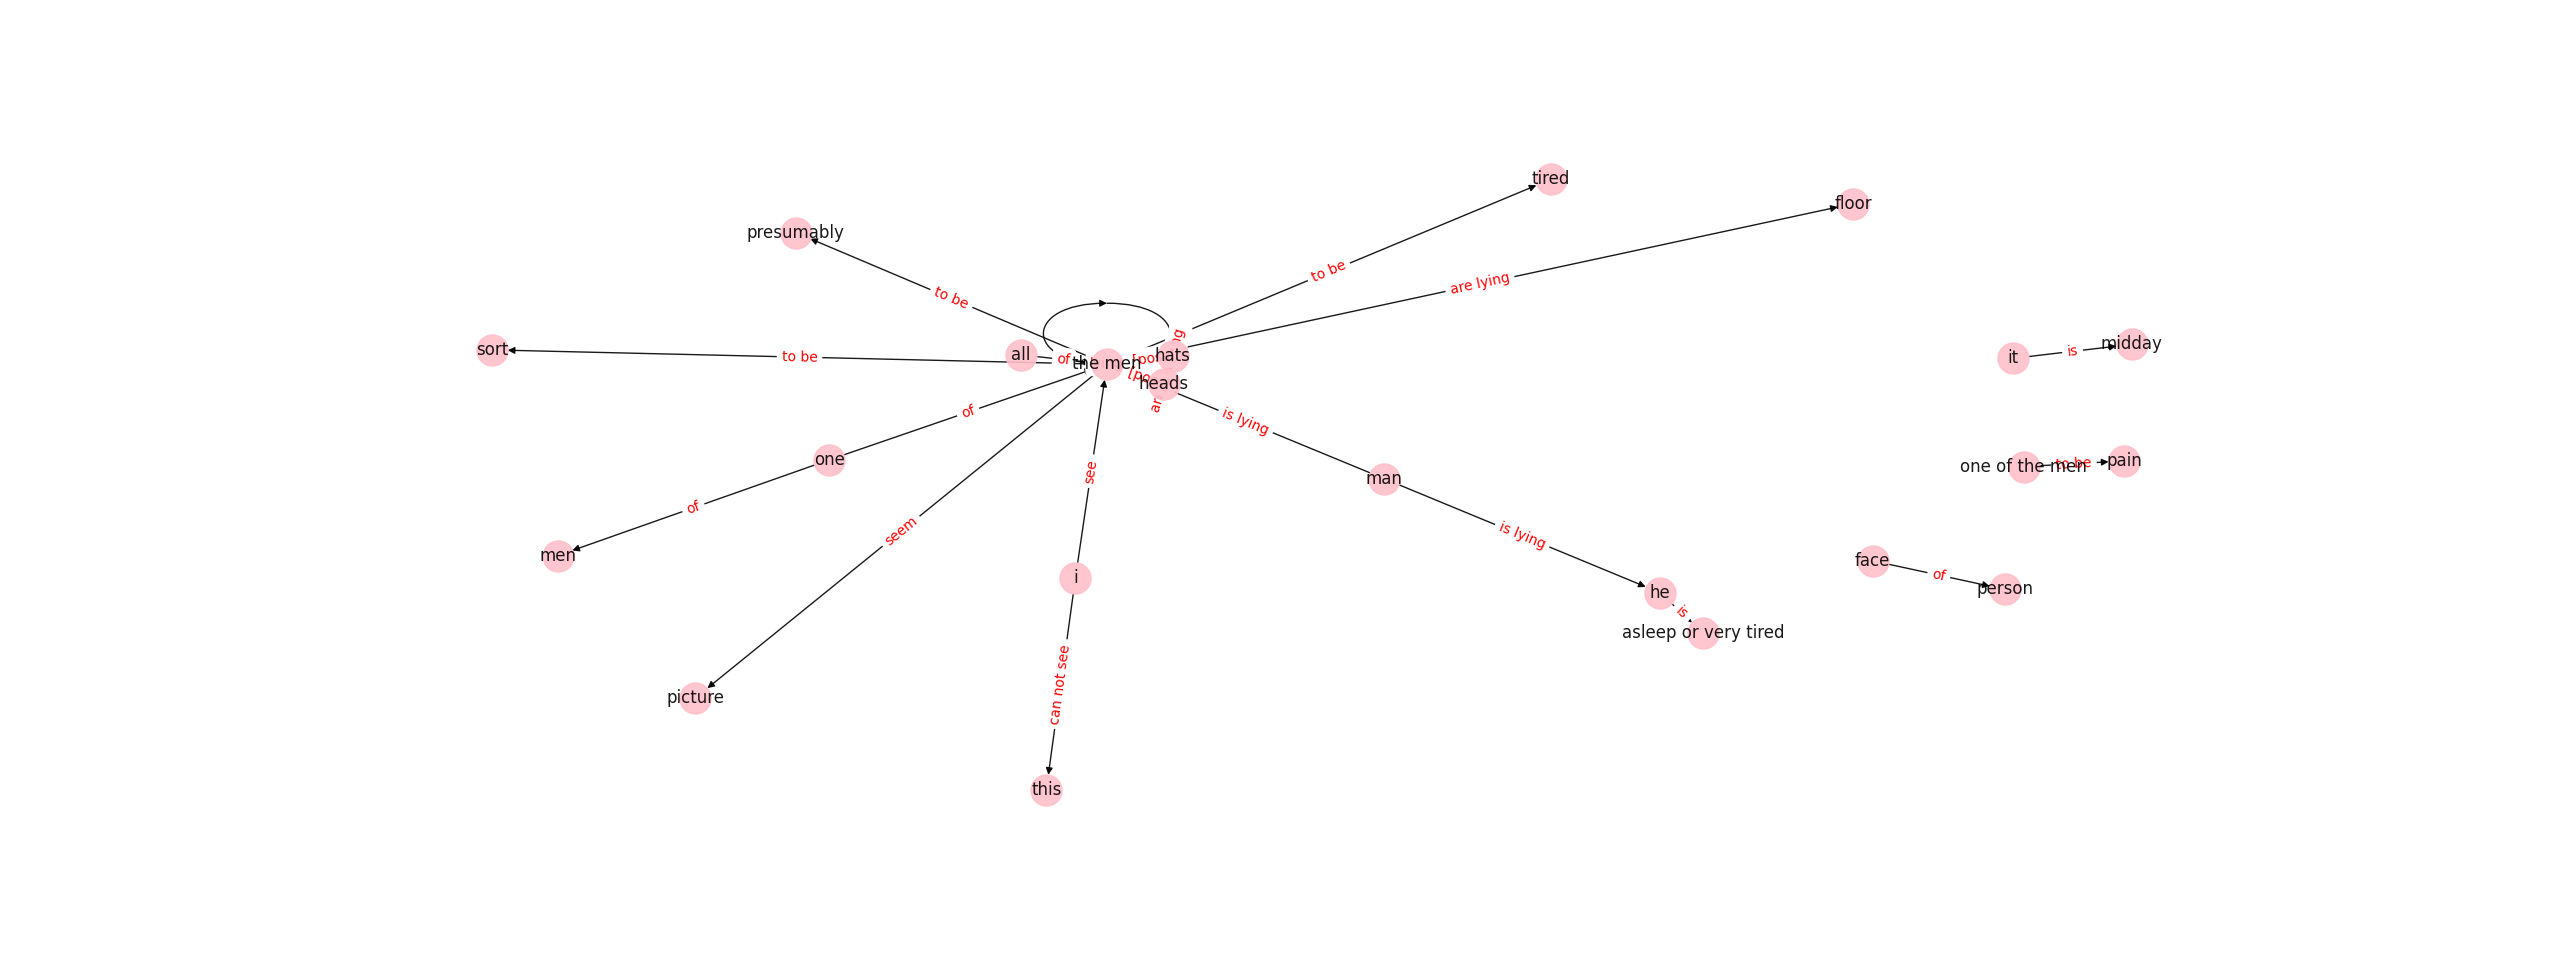 tired
floor
presumably
to be
are lying
to be
sort
to be
all
of
the men
hats
heads
it
is
midday
of
is lying
one
see
man
one of the men
to be
pain
of
men
seem
is lying
face
of
person
i
he
is
asleep or very tired
can not see
picture
this